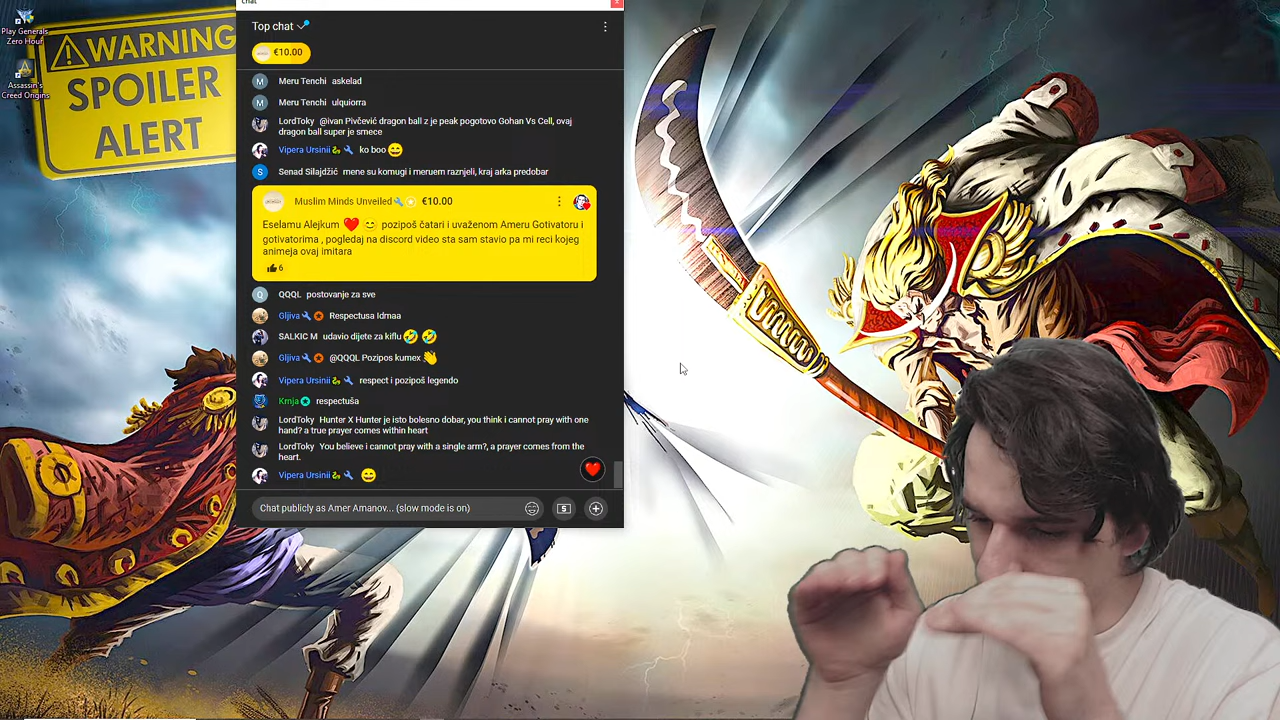 Play Generals
Zero Hour
Assassin's
Creed Origins
WARNING
SPOILER
ALERT
chat
Top chat
€10.00
M Meru Tenchi askelad
M Meru Tenchi ulquiorra
LordToky @ivan Pivčević dragon ball z je peak pogotovo Gohan Vs Cell, ovaj
dragon ball super je smece
Vipera Ursinii ko boo
S Senad Silajdžić mene su komugi i meruem raznjeli, kraj arka predobar
Muslim Minds Unveiled €10.00
Eselamu Alejkum ❤️ 😊 pozipoš čatari i uvaženom Ameru Gotivatoru i
gotivatorima , pogledaj na discord video sta sam stavio pa mi reci kojeg
animeja ovaj imitara
6
Q QQQL postovanje za sve
Gljiva Respectusa Idmaa
SALKIC M udavio dijete za kiflu 🤣 🤣
Gljiva @QQQL Pozipos kumex 👋
Vipera Ursinii respect i pozipoš legendo
Krnja respectuša
LordToky Hunter X Hunter je isto bolesno dobar, you think i cannot pray with one
hand? a true prayer comes within heart
LordToky You believe i cannot pray with a single arm?, a prayer comes from the
heart.
Vipera Ursinii 😄
Chat publicly as Amer Amanov... (slow mode is on)